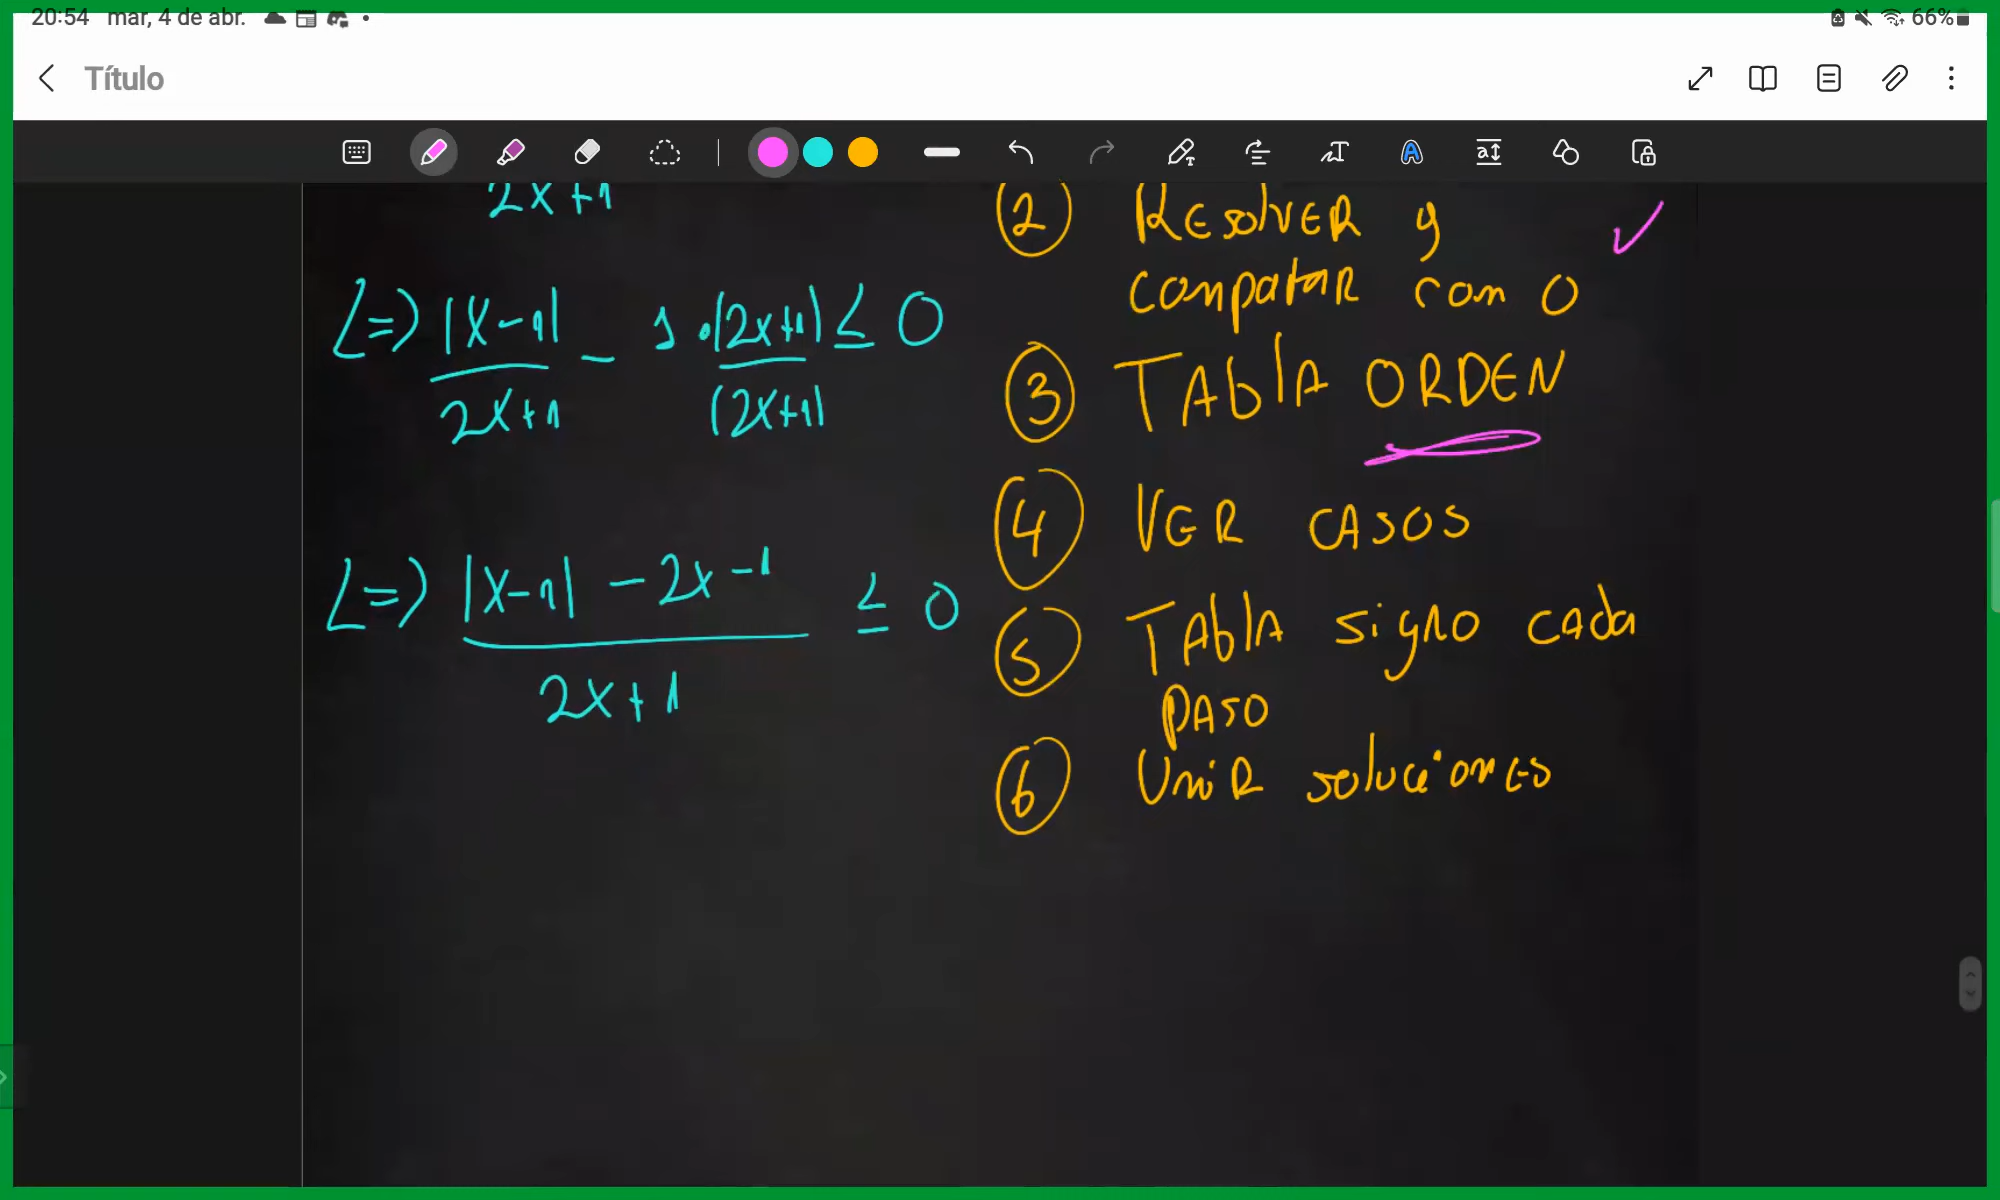 20:54 mar, 4 de abr. 66%
Título
2x+1
② RESOLVER y
compatar con 0
<=> |x-1| / 2x+1 - 1·(2x+1) / (2x+1) ≤ 0
③ TABLA ORDEN
④ VER CASOS
<=> |x-1| - 2x - 1 / 2x+1 ≤ 0
⑤ TABLA signo cada
PASO
⑥ UNIR soluciones